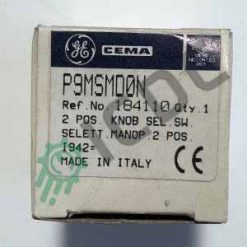 GE CEMA
P9MSMD0N
Ref.No. 184110 Qty.1
2 POS. KNOB SEL.SW.
SELETT.MANOP.2 POS.
1942=
MADE IN ITALY CE